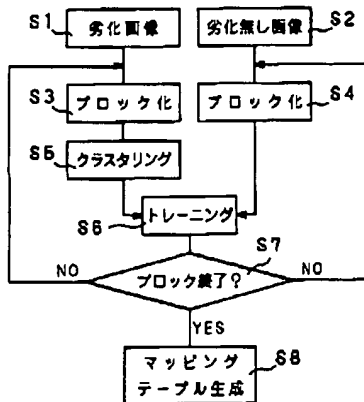 S1
劣化画像
劣化無し画像
S2
S3
ブロック化
ブロック化
S4
S5
クラスタリング
S6
トレーニング
S7
NO
ブロック終了?
NO
YES
マッピング
テーブル生成
S8